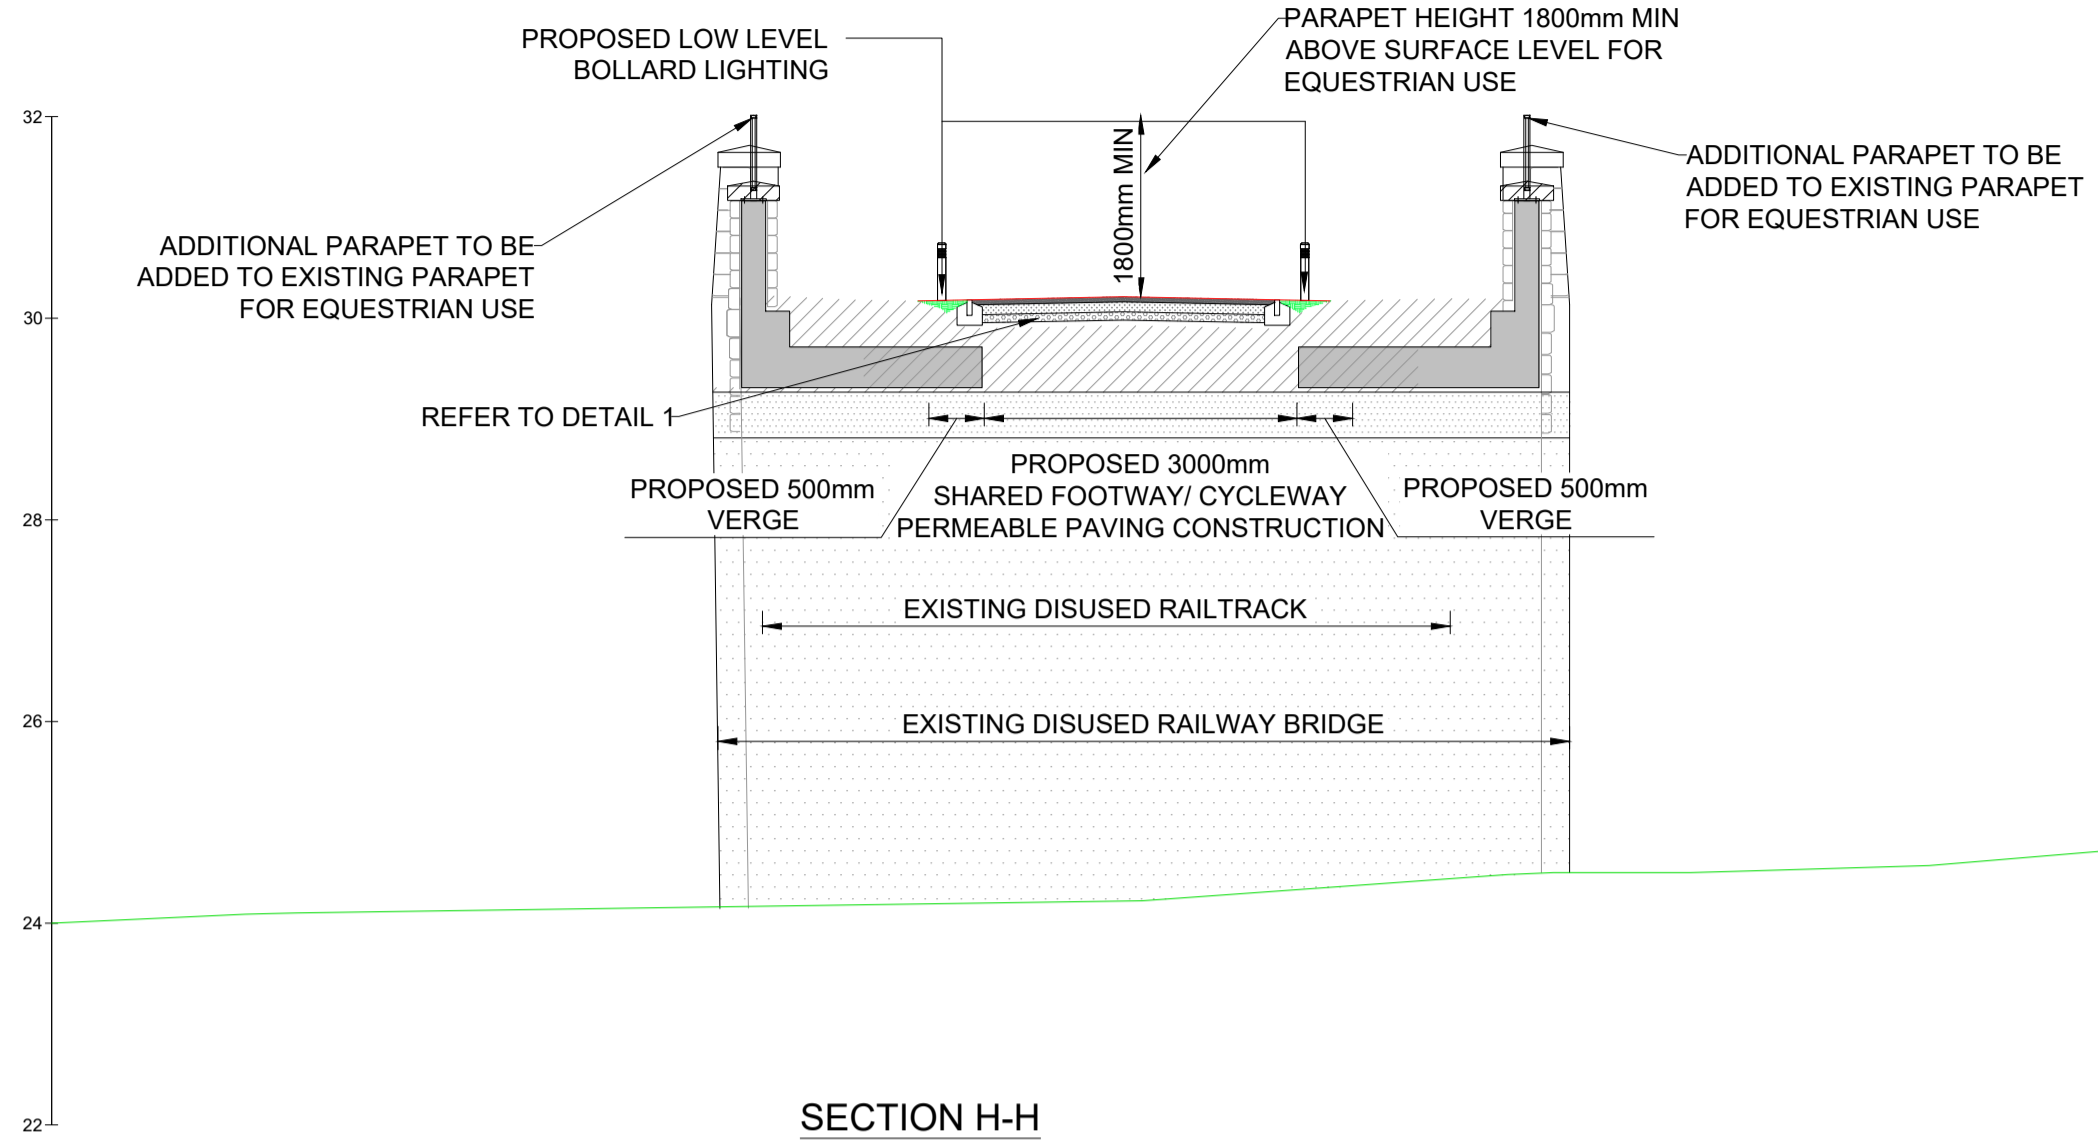 PROPOSED LOW LEVEL
BOLLARD LIGHTING
PARAPET HEIGHT 1800mm MIN
ABOVE SURFACE LEVEL FOR
EQUESTRIAN USE
32
1800mm MIN
ADDITIONAL PARAPET TO BE
ADDED TO EXISTING PARAPET
FOR EQUESTRIAN USE
ADDITIONAL PARAPET TO BE
ADDED TO EXISTING PARAPET
FOR EQUESTRIAN USE
30
REFER TO DETAIL 1
PROPOSED 500mm
VERGE
PROPOSED 3000mm
SHARED FOOTWAY/ CYCLEWAY
PERMEABLE PAVING CONSTRUCTION
PROPOSED 500mm
VERGE
28
EXISTING DISUSED RAILTRACK
26
EXISTING DISUSED RAILWAY BRIDGE
24
22
SECTION H-H